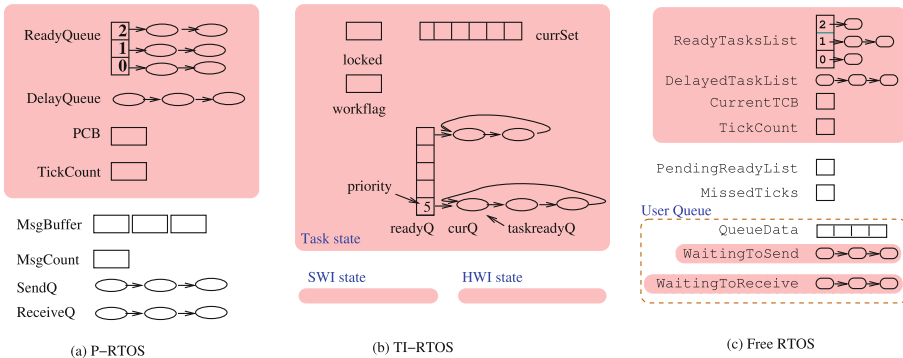 ReadyQueue
2
1
0
DelayQueue
PCB
TickCount
MsgBuffer
MsgCount
SendQ
ReceiveQ
(a) P-RTOS
locked
currSet
workflag
priority
5
readyQ
curQ
taskreadyQ
Task state
SWI state
HWI state
(b) TI-RTOS
ReadyTasksList
2
1
0
DelayedTaskList
CurrentTCB
TickCount
PendingReadyList
MissedTicks
User Queue
QueueData
WaitingToSend
WaitingToReceive
(c) Free RTOS